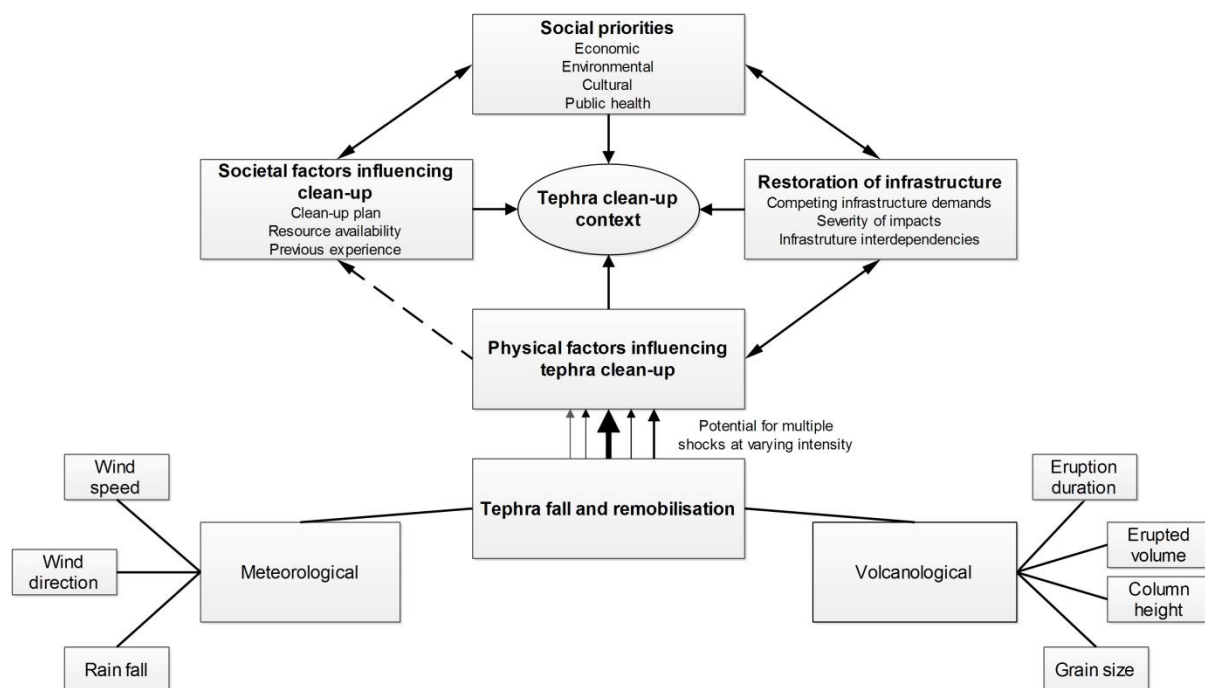 Social priorities
Economic
Environmental
Cultural
Public health
Societal factors influencing
clean-up
Clean-up plan
Resource availability
Previous experience
Tephra clean-up
context
Restoration of infrastructure
Competing infrastructure demands
Severity of impacts
Infrastruture interdependencies
Physical factors influencing
tephra clean-up
Potential for multiple
shocks at varying intensity
Tephra fall and remobilisation
Wind
speed
Wind
direction
Rain fall
Meteorological
Volcanological
Eruption
duration
Erupted
volume
Column
height
Grain size